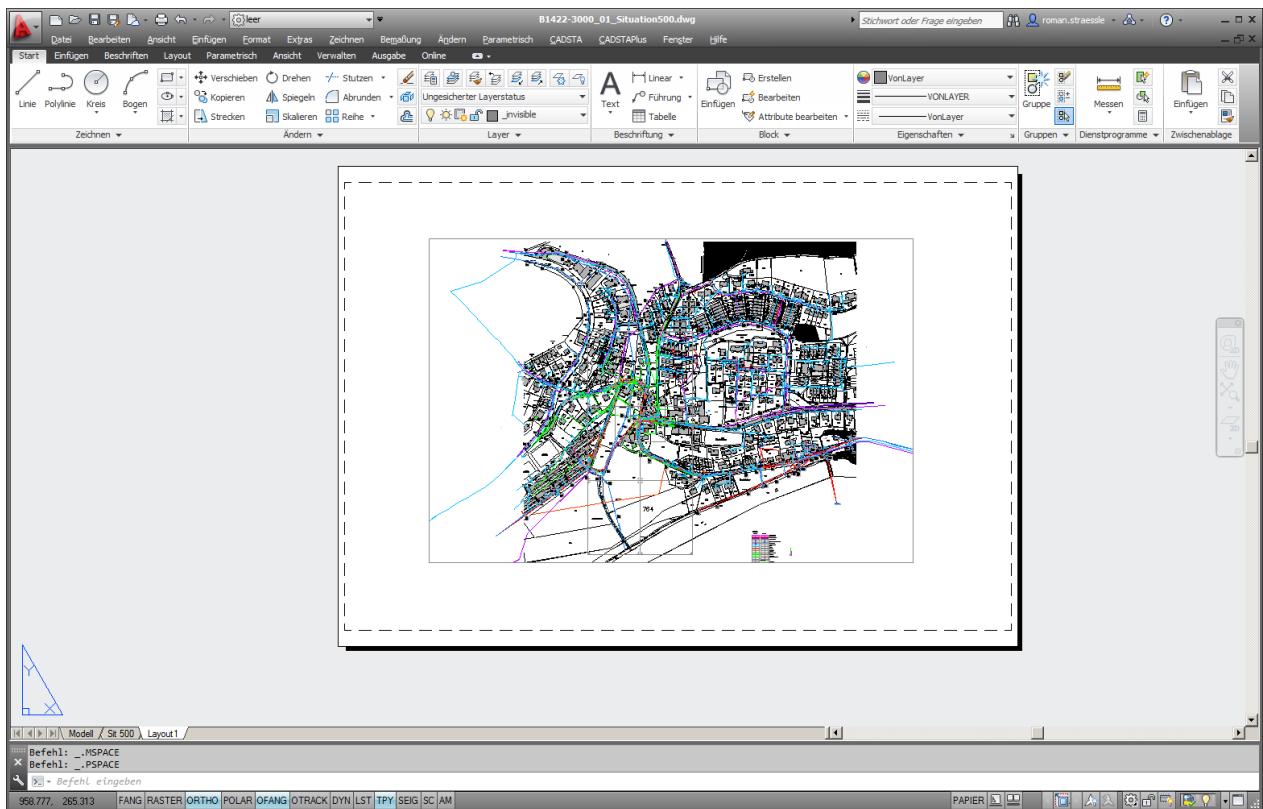 leer
B1422-3000_01_Situation500.dwg
Stichwort oder Frage eingeben
roman.straessle
Datei Bearbeiten Ansicht Einfügen Format Extras Zeichnen Bemaßung Ändern Parametrisch CADSTA CADSTAPlus Fenster Hilfe
Start Einfügen Beschriften Layout Parametrisch Ansicht Verwalten Ausgabe Online
Linie Polylinie Kreis Bogen
Verschieben Drehen Stutzen
Kopieren Spiegeln Abrunden
Strecken Skalieren Reihe
Ungesicherter Layerstatus
_invisible
Text
Linear
Führung
Tabelle
Einfügen
Erstellen
Bearbeiten
Attribute bearbeiten
VonLayer
VONLAYER
VonLayer
Gruppe
Messen
Einfügen
Zeichnen Ändern Layer Beschriftung Block Eigenschaften Gruppen Dienstprogramme Zwischenablage
764
Y
X
Modell Sit 500 Layout1
Befehl: _.MSPACE
Befehl: _.PSPACE
Befehl eingeben
958.777, 265.313 FANG RASTER ORTHO POLAR OFANG OTRACK DYN LST TPY SEIG SC AM PAPIER